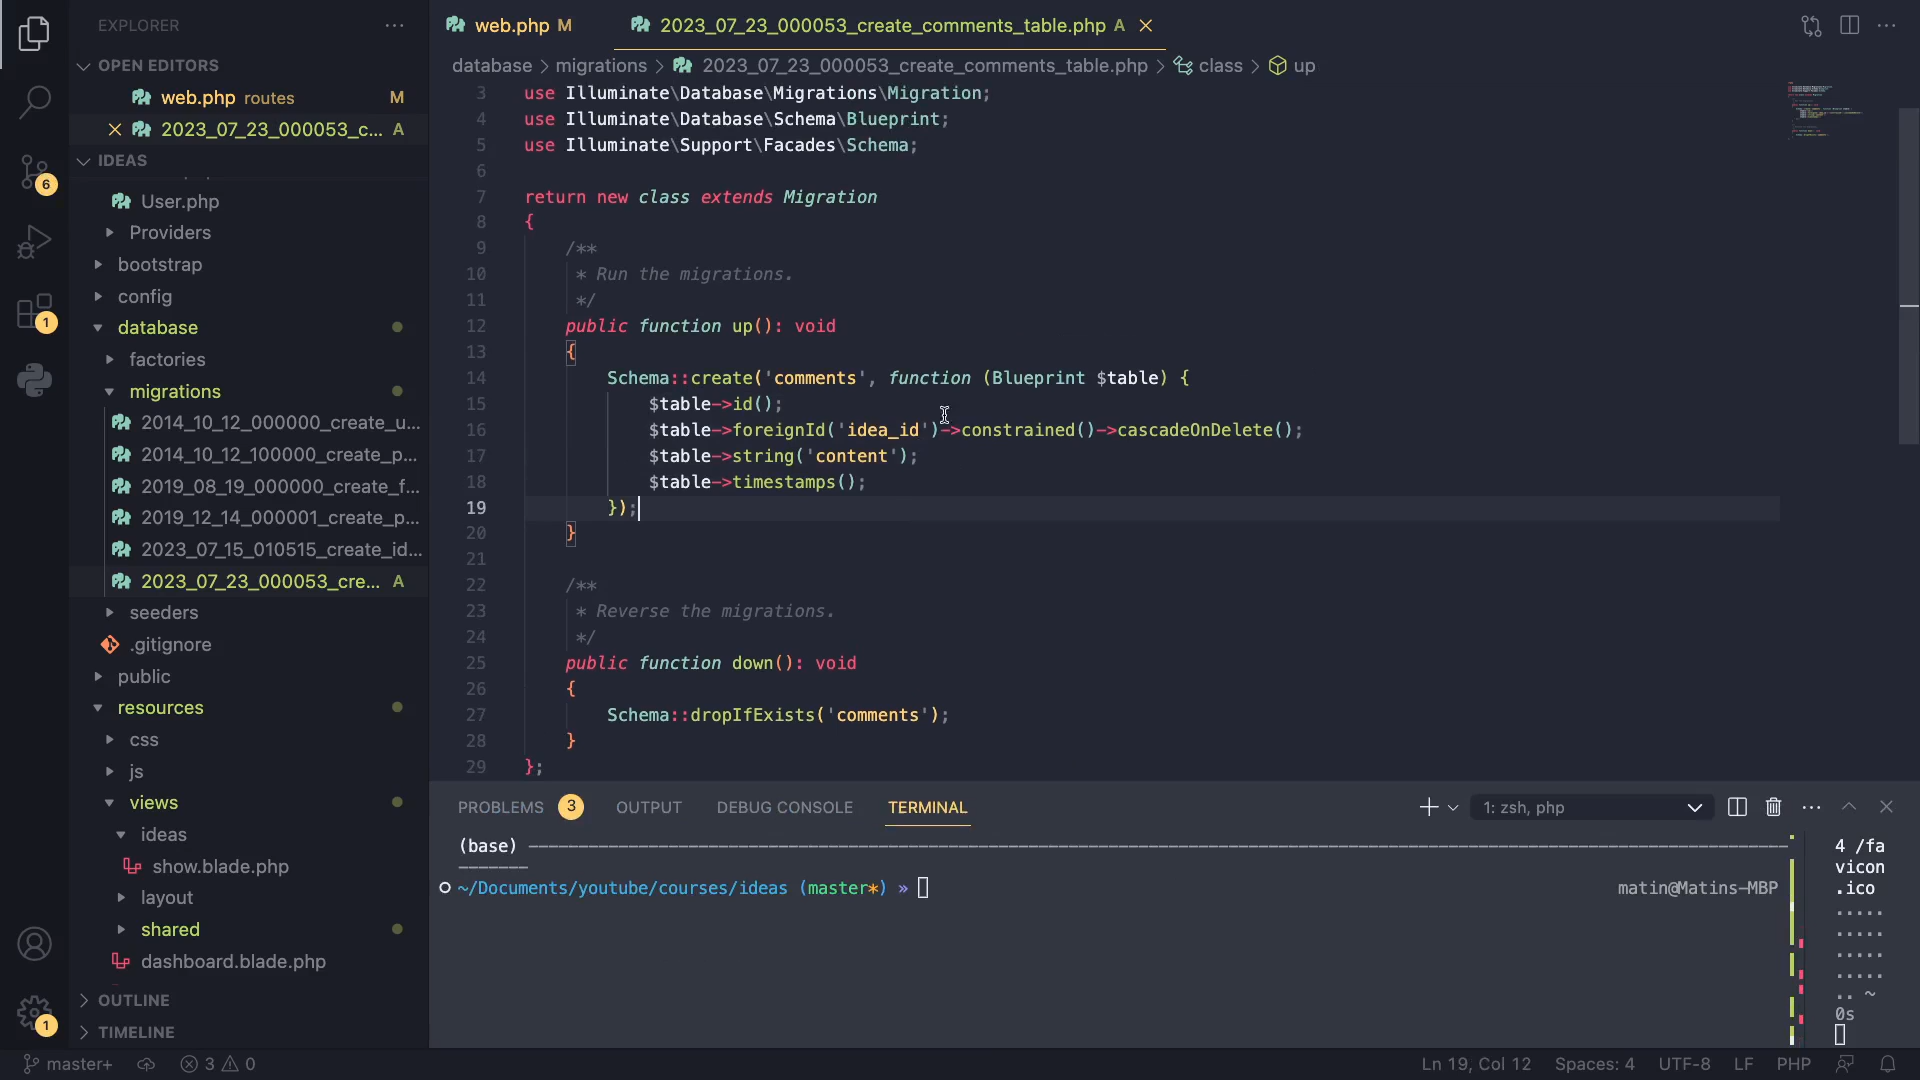 EXPLORER
OPEN EDITORS
web.php routes M
2023_07_23_000053_c... A
IDEAS
User.php
Providers
bootstrap
config
database
factories
migrations
2014_10_12_000000_create_u...
2014_10_12_100000_create_p...
2019_08_19_000000_create_f...
2019_12_14_000001_create_p...
2023_07_15_010515_create_id...
2023_07_23_000053_cre... A
seeders
.gitignore
public
resources
css
js
views
ideas
show.blade.php
layout
shared
dashboard.blade.php
OUTLINE
TIMELINE
6
1
1
web.php M
2023_07_23_000053_create_comments_table.php A
database > migrations > 2023_07_23_000053_create_comments_table.php > class > up
3 use Illuminate\Database\Migrations\Migration;
4 use Illuminate\Database\Schema\Blueprint;
5 use Illuminate\Support\Facades\Schema;
6
7 return new class extends Migration
8 {
9 /**
10 * Run the migrations.
11 */
12 public function up(): void
13 {
14 Schema::create('comments', function (Blueprint $table) {
15 $table->id();
16 $table->foreignId('idea_id')->constrained()->cascadeOnDelete();
17 $table->string('content');
18 $table->timestamps();
19 });
20 }
21
22 /**
23 * Reverse the migrations.
24 */
25 public function down(): void
26 {
27 Schema::dropIfExists('comments');
28 }
29 };
PROBLEMS 3 OUTPUT DEBUG CONSOLE TERMINAL
1: zsh, php
(base)
~/Documents/youtube/courses/ideas (master*) » matin@Matins-MBP
4 /fa
vicon
.ico
.....
.....
.....
.....
.. ~
0s
master+ 3 0
Ln 19, Col 12 Spaces: 4 UTF-8 LF PHP